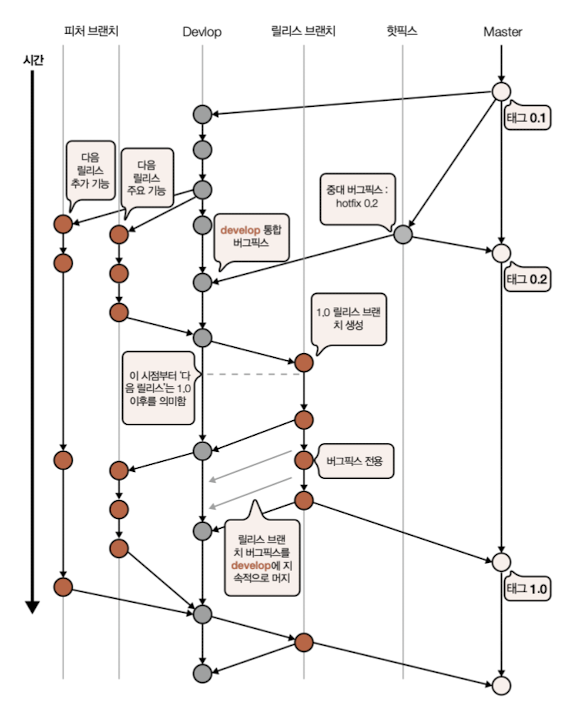 피처 브랜치
Devlop
릴리스 브랜치
핫픽스
Master
시간
태그 0.1
다음
릴리스
추가 기능
다음
릴리스
주요 기능
중대 버그픽스 :
hotfix 0.2
develop 통합
버그픽스
태그 0.2
1.0 릴리스 브랜
치 생성
이 시점부터 '다
음 릴리스'는 1.0
이후를 의미함
버그픽스 전용
릴리스 브랜
치 버그픽스를
develop에 지
속적으로 머지
태그 1.0